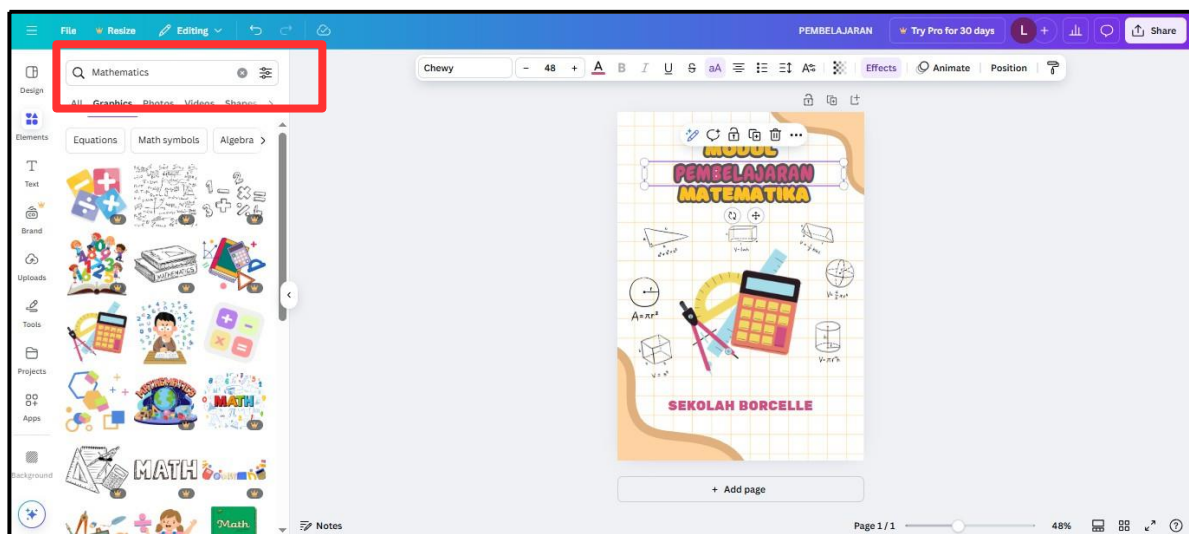 File Resize Editing PEMBELAJARAN Try Pro for 30 days L + Share
Mathematics
Chewy - 48 + A B I U S aA Effects Animate Position
Design
All Graphics Photos Videos Shapes
Elements
Equations Math symbols Algebra
Text
Brand
Uploads
Tools
Projects
Apps
Background
MATHEMATICS
MATH
MATH
Math
MODUL
PEMBELAJARAN
MATEMATIKA
A=πr²
SEKOLAH BORCELLE
+ Add page
Notes
Page 1 / 1 48%